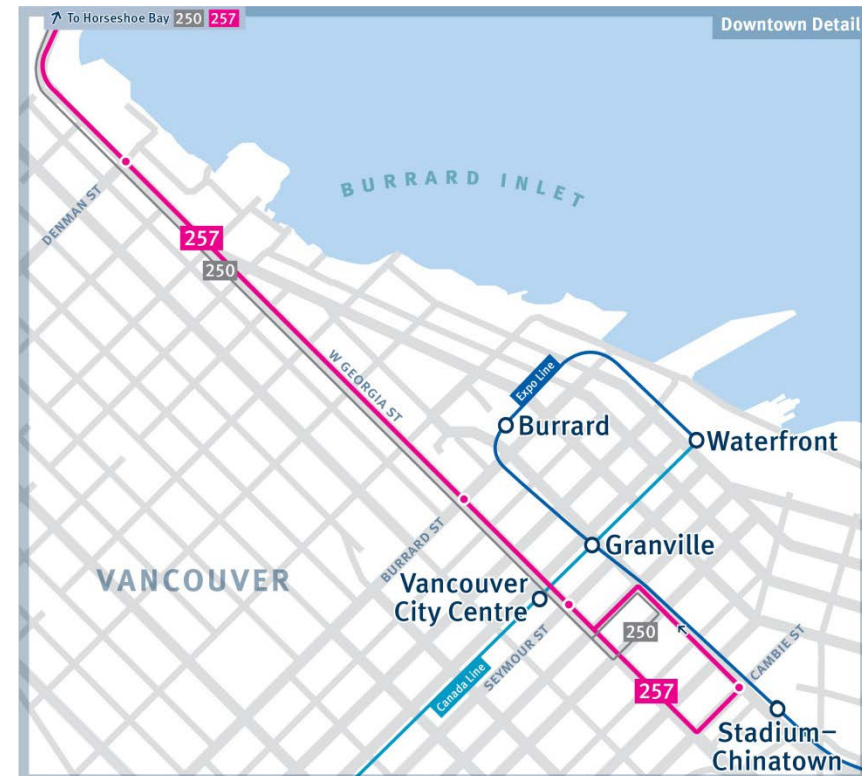 To Horseshoe Bay 250 257
Downtown Detail
BURRARD INLET
DENMAN ST
257
250
W GEORGIA ST
Expo Line
Burrard
Waterfront
BURRARD ST
Granville
VANCOUVER
Vancouver
City Centre
SEYMOUR ST
250
CAMBIE ST
Canada Line
257
Stadium–
Chinatown